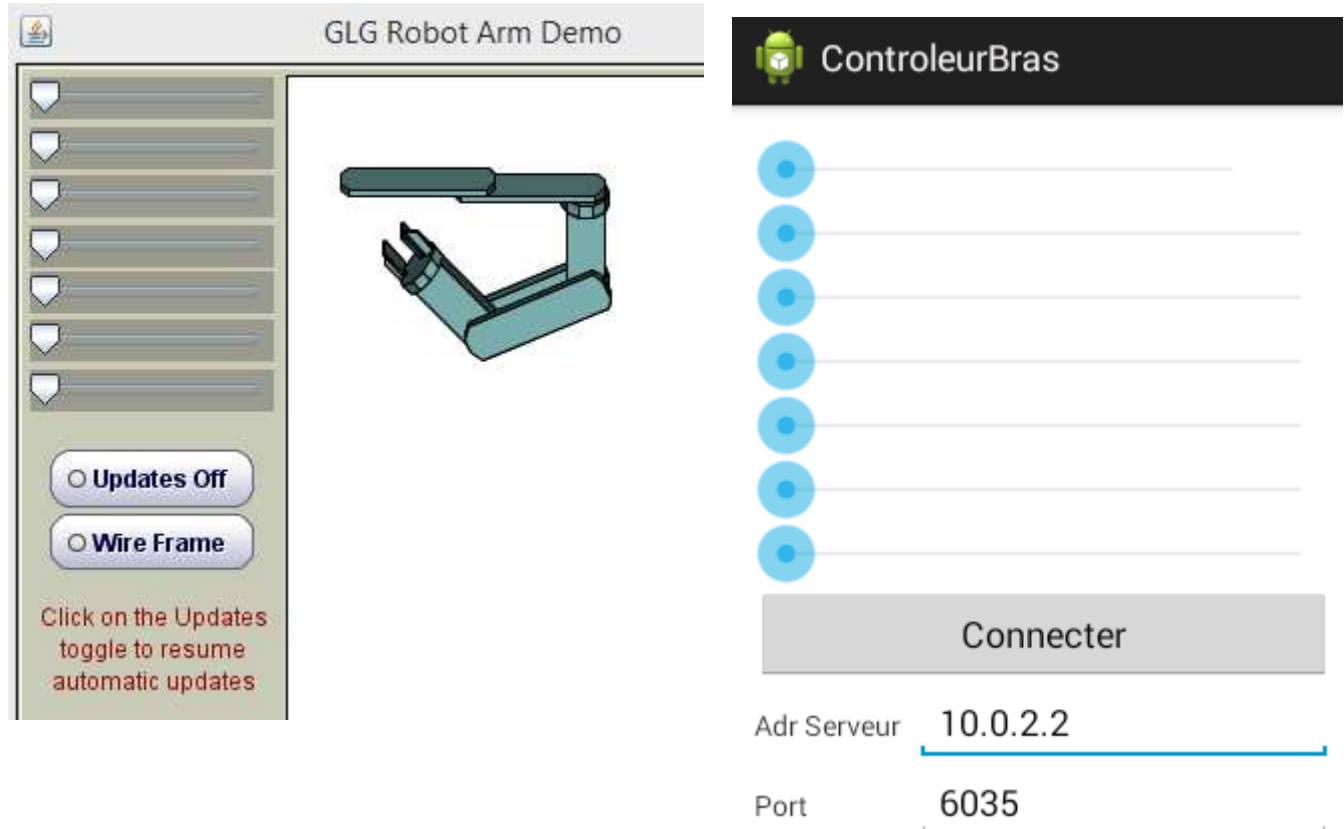 GLG Robot Arm Demo
Updates Off
Wire Frame
Click on the Updates
toggle to resume
automatic updates
ControleurBras
Connecter
Adr Serveur 10.0.2.2
Port 6035